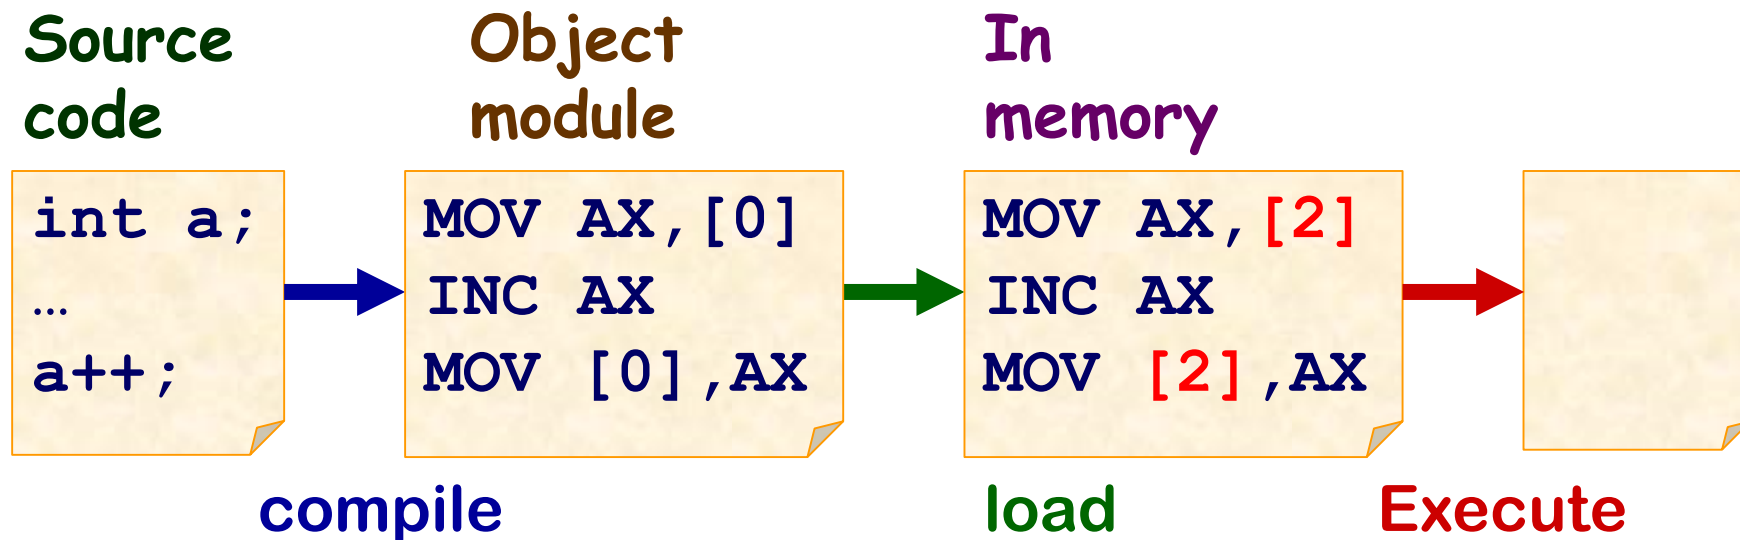 Source
code
Object
module
In
memory
int a;
…
a++;
MOV AX,[0]
INC AX
MOV [0],AX
MOV AX,[2]
INC AX
MOV [2],AX
compile
load
Execute